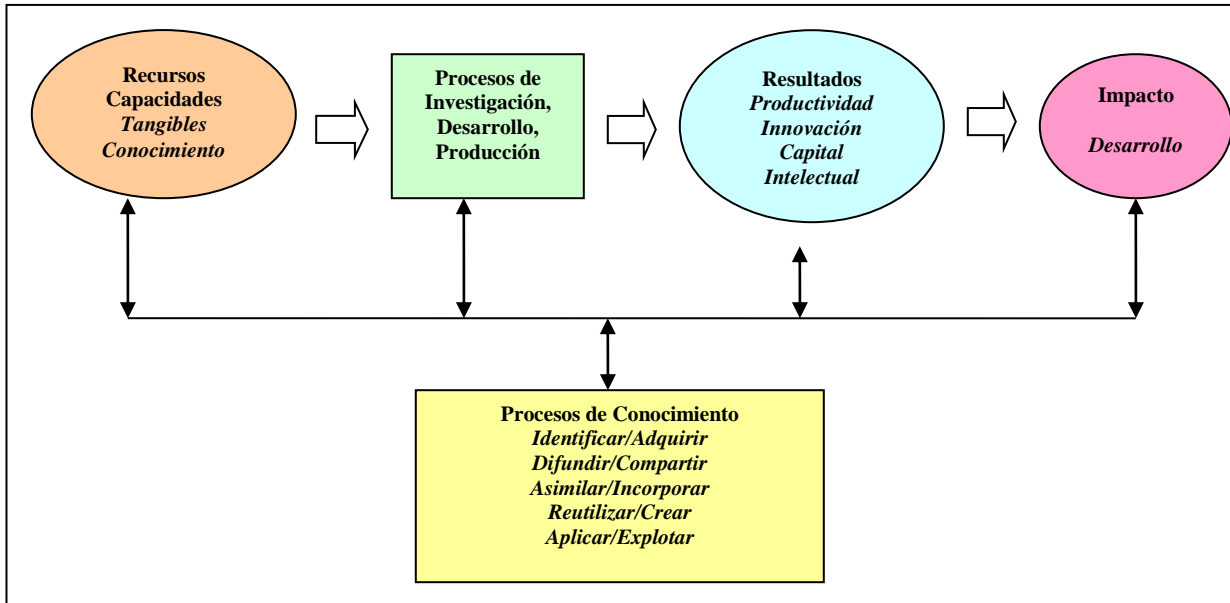 Recursos
Capacidades
Tangibles
Conocimiento
Procesos de
Investigación,
Desarrollo,
Producción
Resultados
Productividad
Innovación
Capital
Intelectual
Impacto
Desarrollo
Procesos de Conocimiento
Identificar/Adquirir
Difundir/Compartir
Asimilar/Incorporar
Reutilizar/Crear
Aplicar/Explotar